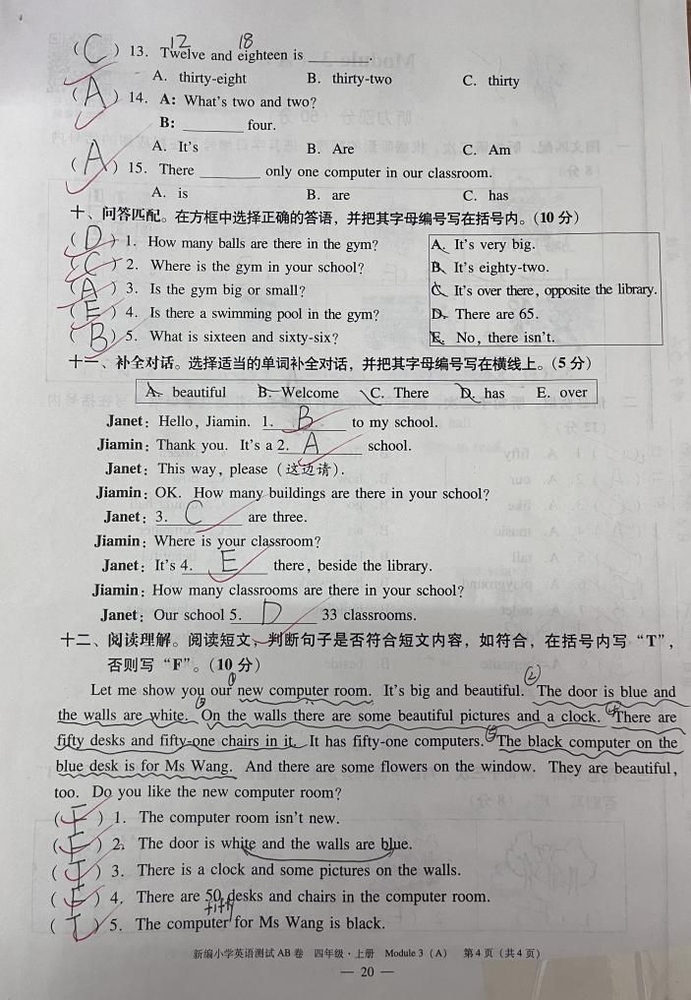 12 18
( C ) 13. Twelve and eighteen is ________.
A. thirty-eight B. thirty-two C. thirty
( A ) 14. A: What's two and two?
B: ________ four.
A. It's B. Are C. Am
( A ) 15. There ________ only one computer in our classroom.
A. is B. are C. has
十、问答匹配。在方框中选择正确的答语，并把其字母编号写在括号内。(10 分)
( D ) 1. How many balls are there in the gym? A. It's very big.
( C ) 2. Where is the gym in your school? B. It's eighty-two.
( A ) 3. Is the gym big or small? C. It's over there, opposite the library.
( E ) 4. Is there a swimming pool in the gym? D. There are 65.
( B ) 5. What is sixteen and sixty-six? E. No, there isn't.
十一、补全对话。选择适当的单词补全对话，并把其字母编号写在横线上。(5 分)
A. beautiful B. Welcome C. There D. has E. over
Janet: Hello, Jiamin. 1. B to my school.
Jiamin: Thank you. It's a 2. A school.
Janet: This way, please (这边请).
Jiamin: OK. How many buildings are there in your school?
Janet: 3. C are three.
Jiamin: Where is your classroom?
Janet: It's 4. E there, beside the library.
Jiamin: How many classrooms are there in your school?
Janet: Our school 5. D 33 classrooms.
十二、阅读理解。阅读短文，判断句子是否符合短文内容，如符合，在括号内写“T”，
否则写“F”。(10 分)
Let me show you our ①new computer room. It's big and beautiful. ②The door is blue and
the walls are white. ③On the walls there are some beautiful pictures and a clock. ④There are
fifty desks and fifty-one chairs in it. It has fifty-one computers. ⑤The black computer on the
blue desk is for Ms Wang. And there are some flowers on the window. They are beautiful,
too. Do you like the new computer room?
( F ) 1. The computer room isn't new.
( F ) 2. The door is white and the walls are blue.
( T ) 3. There is a clock and some pictures on the walls.
( F ) 4. There are 50 desks and chairs in the computer room.
fifty
( T ) 5. The computer for Ms Wang is black.
新编小学英语测试 AB 卷 四年级·上册 Module 3 (A) 第 4 页 (共 4 页)
— 20 —